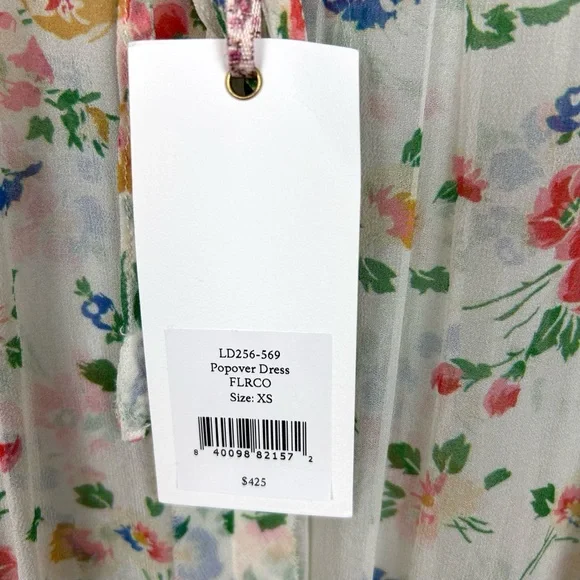 LD256-569
Popover Dress
FLRCO
Size: XS
8 40098 82157 2
$425